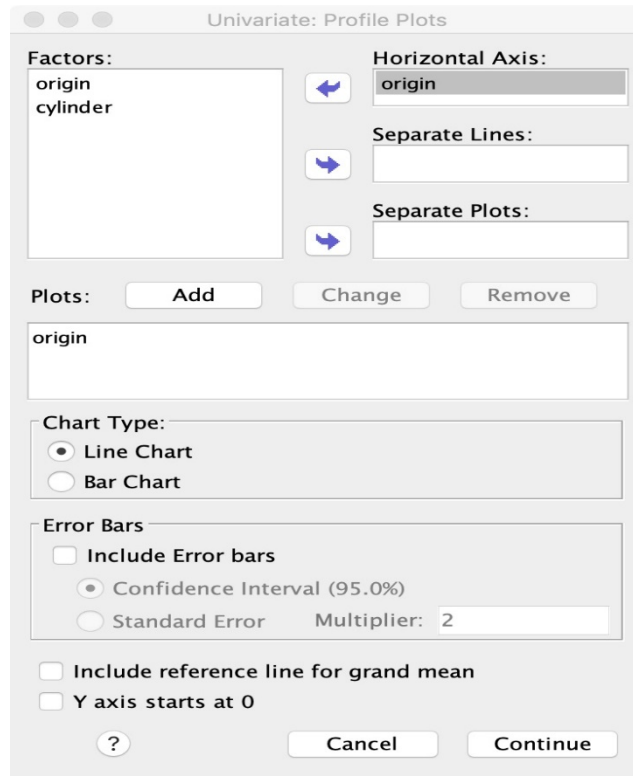 Univariate: Profile Plots
Factors:
origin
cylinder
Horizontal Axis:
origin
Separate Lines:
Separate Plots:
Plots: Add Change Remove
origin
Chart Type:
Line Chart
Bar Chart
Error Bars
Include Error bars
Confidence Interval (95.0%)
Standard Error Multiplier: 2
Include reference line for grand mean
Y axis starts at 0
? Cancel Continue